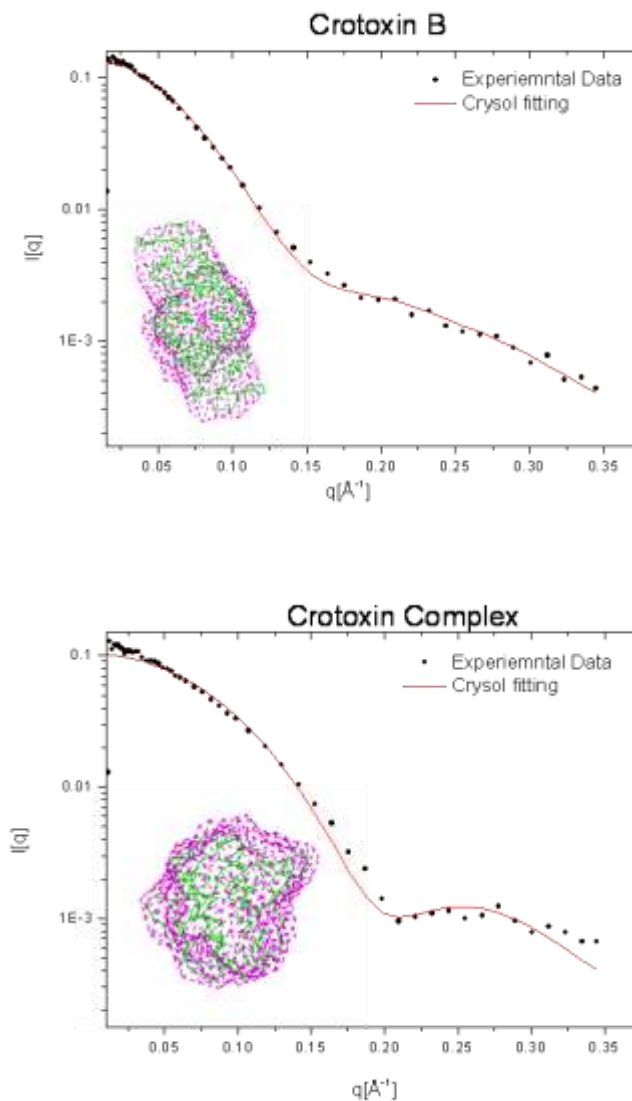 Crotoxin B
Experiemntal Data
Crysol fitting
0.1
0.01
1E-3
I[q]
0.05 0.10 0.15 0.20 0.25 0.30 0.35
q[Å⁻¹]
Crotoxin Complex
Experiemntal Data
Crysol fitting
0.1
0.01
1E-3
I[q]
0.05 0.10 0.15 0.20 0.25 0.30 0.35
q[Å⁻¹]